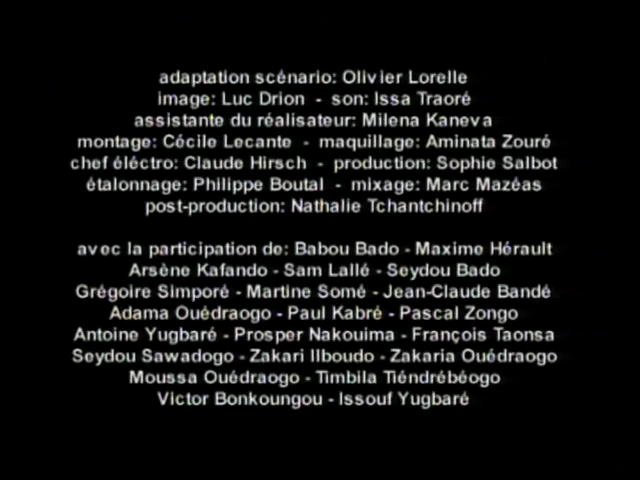 adaptation scénario: Olivier Lorelle
image: Luc Drion - son: Issa Traoré
assistante du réalisateur: Milena Kaneva
montage: Cécile Lecante - maquillage: Aminata Zouré
chef éléctro: Claude Hirsch - production: Sophie Salbot
étalonnage: Philippe Boutal - mixage: Marc Mazéas
post-production: Nathalie Tchantchinoff
avec la participation de: Babou Bado - Maxime Hérault
Arsène Kafando - Sam Lallé - Seydou Bado
Grégoire Simporé - Martine Somé - Jean-Claude Bandé
Adama Ouédraogo - Paul Kabré - Pascal Zongo
Antoine Yugbaré - Prosper Nakouima - François Taonsa
Seydou Sawadogo - Zakari Ilboudo - Zakaria Ouédraogo
Moussa Ouédraogo - Timbila Tiéndrébéogo
Victor Bonkoungou - Issouf Yugbaré